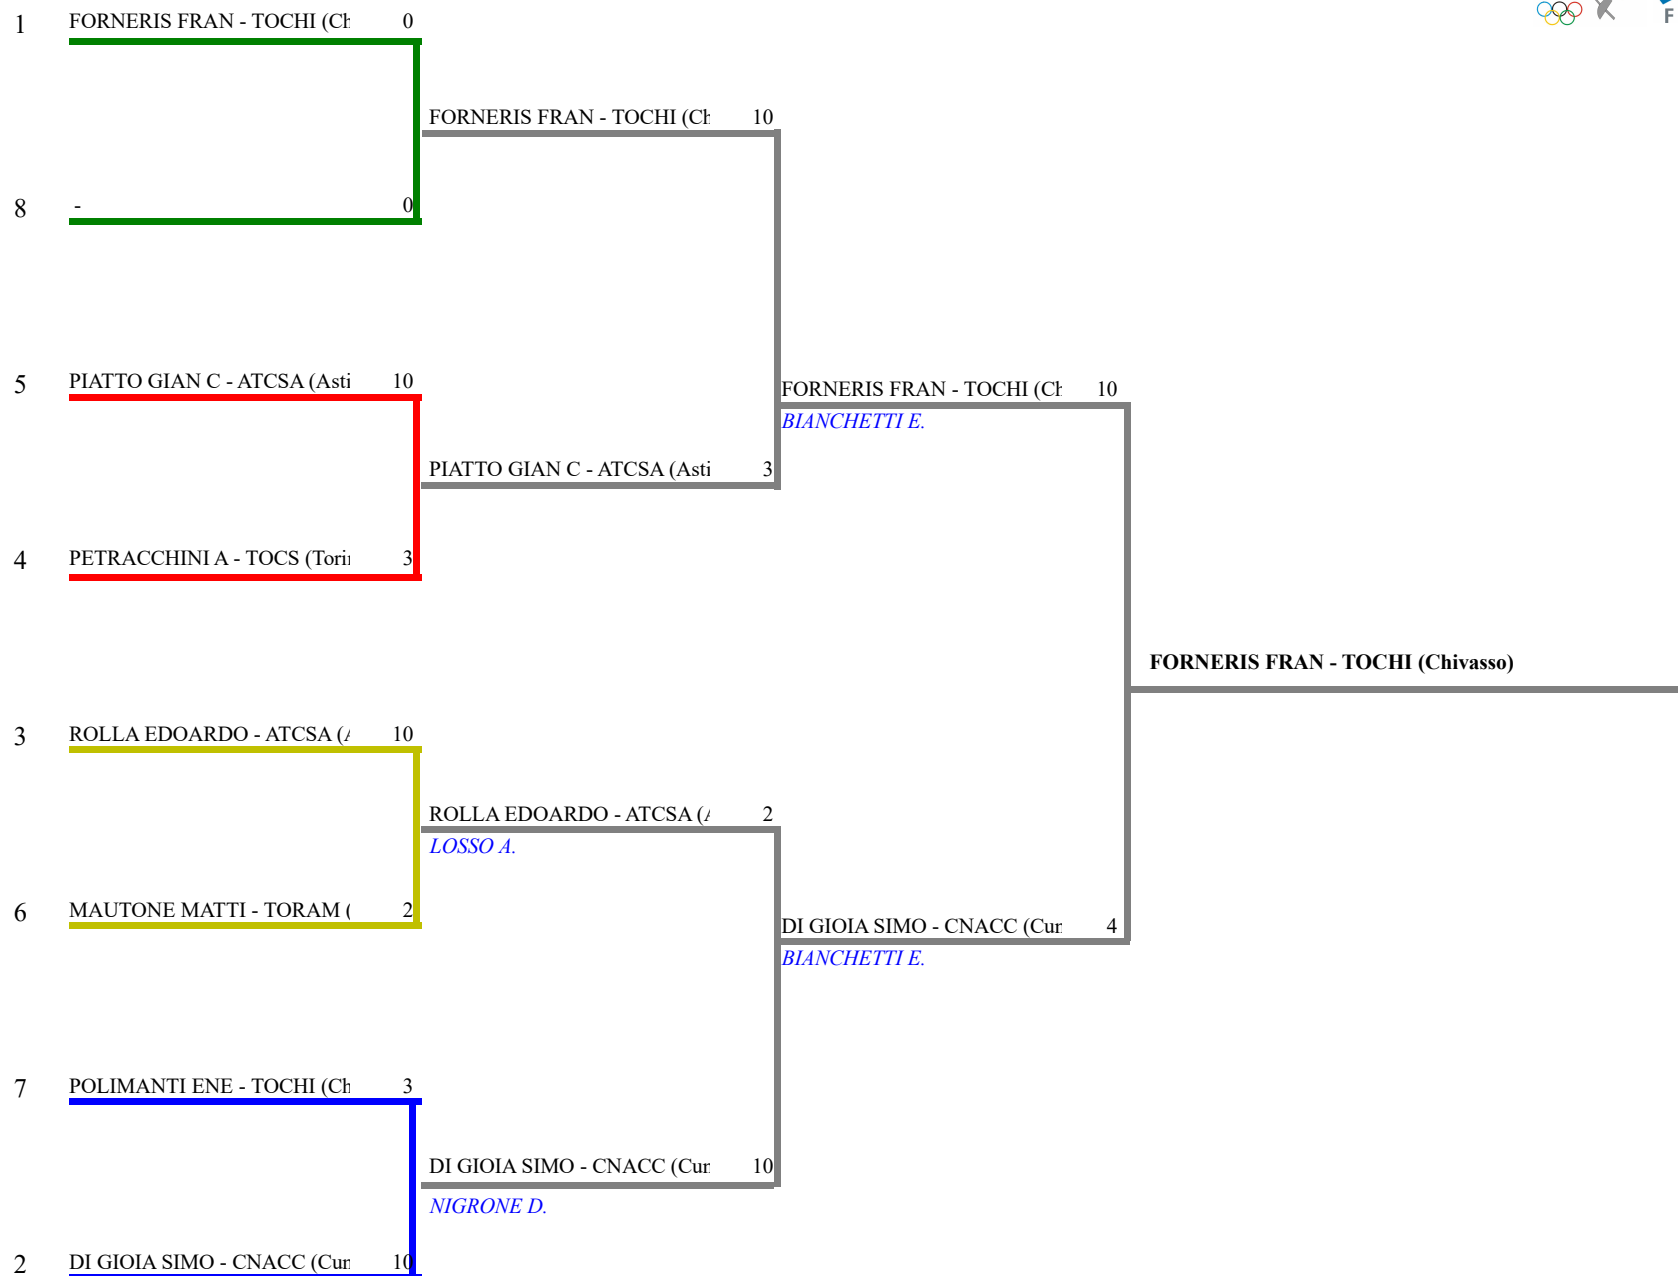 1 FORNERIS FRAN - TOCHI (Ch 0
FORNERIS FRAN - TOCHI (Ch 10
8 - 0
5 PIATTO GIAN C - ATCSA (Asti 10
FORNERIS FRAN - TOCHI (Ch 10
BIANCHETTI E.
PIATTO GIAN C - ATCSA (Asti 3
4 PETRACCHINI A - TOCS (Tori 3
FORNERIS FRAN - TOCHI (Chivasso)
3 ROLLA EDOARDO - ATCSA ( 10
ROLLA EDOARDO - ATCSA ( 2
LOSSO A.
6 MAUTONE MATTI - TORAM ( 2
DI GIOIA SIMO - CNACC (Cun 4
BIANCHETTI E.
7 POLIMANTI ENE - TOCHI (Ch 3
DI GIOIA SIMO - CNACC (Cun 10
NIGRONE D.
2 DI GIOIA SIMO - CNACC (Cun 10
F